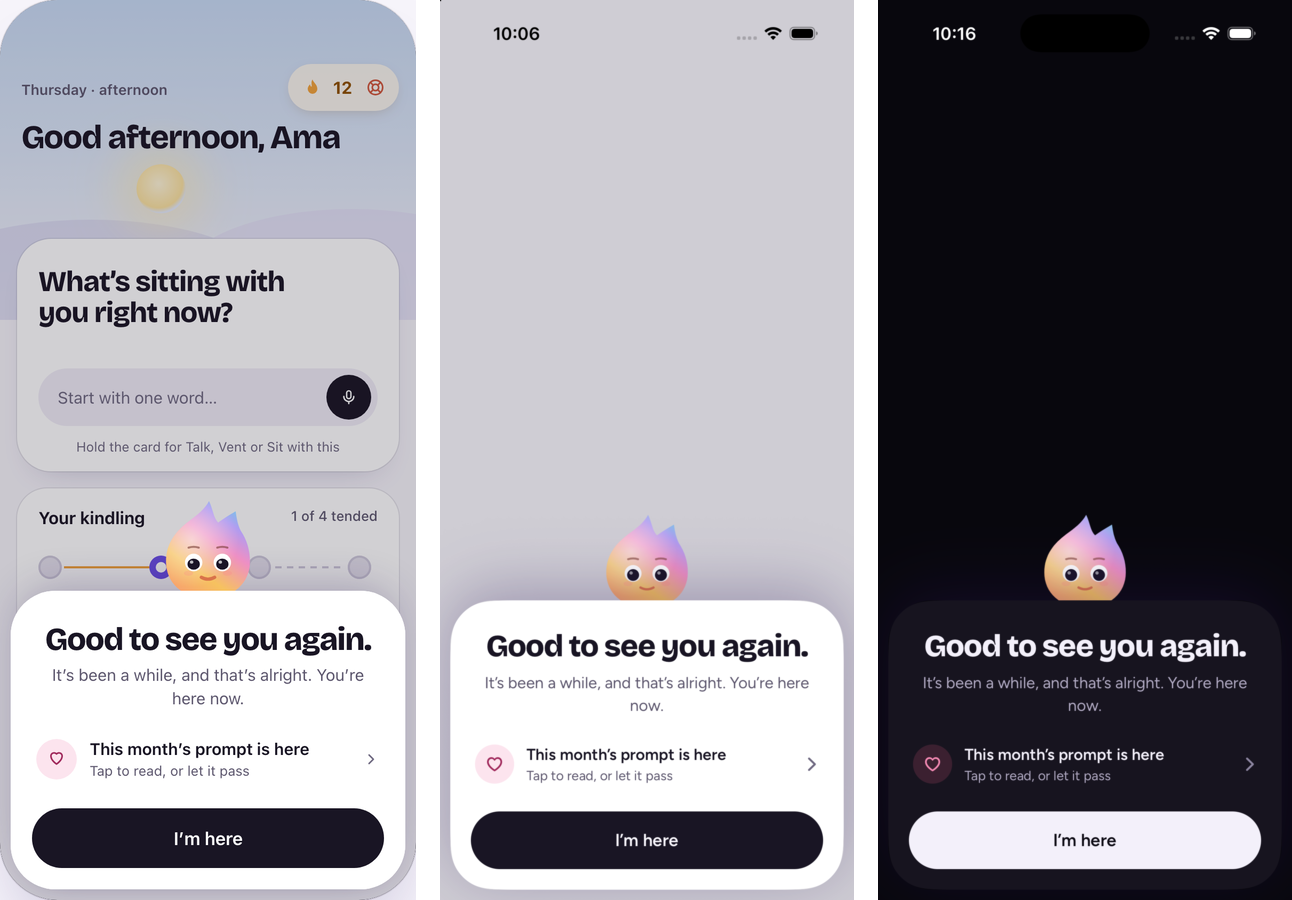 Thursday · afternoon
12
Good afternoon, Ama
What's sitting with
you right now?
Start with one word...
Hold the card for Talk, Vent or Sit with this
Your kindling
1 of 4 tended
Good to see you again.
It's been a while, and that's alright. You're
here now.
This month's prompt is here
Tap to read, or let it pass
I'm here
10:06
Good to see you again.
It's been a while, and that's alright. You're here
now.
This month's prompt is here
Tap to read, or let it pass
I'm here
10:16
Good to see you again.
It's been a while, and that's alright. You're here
now.
This month's prompt is here
Tap to read, or let it pass
I'm here